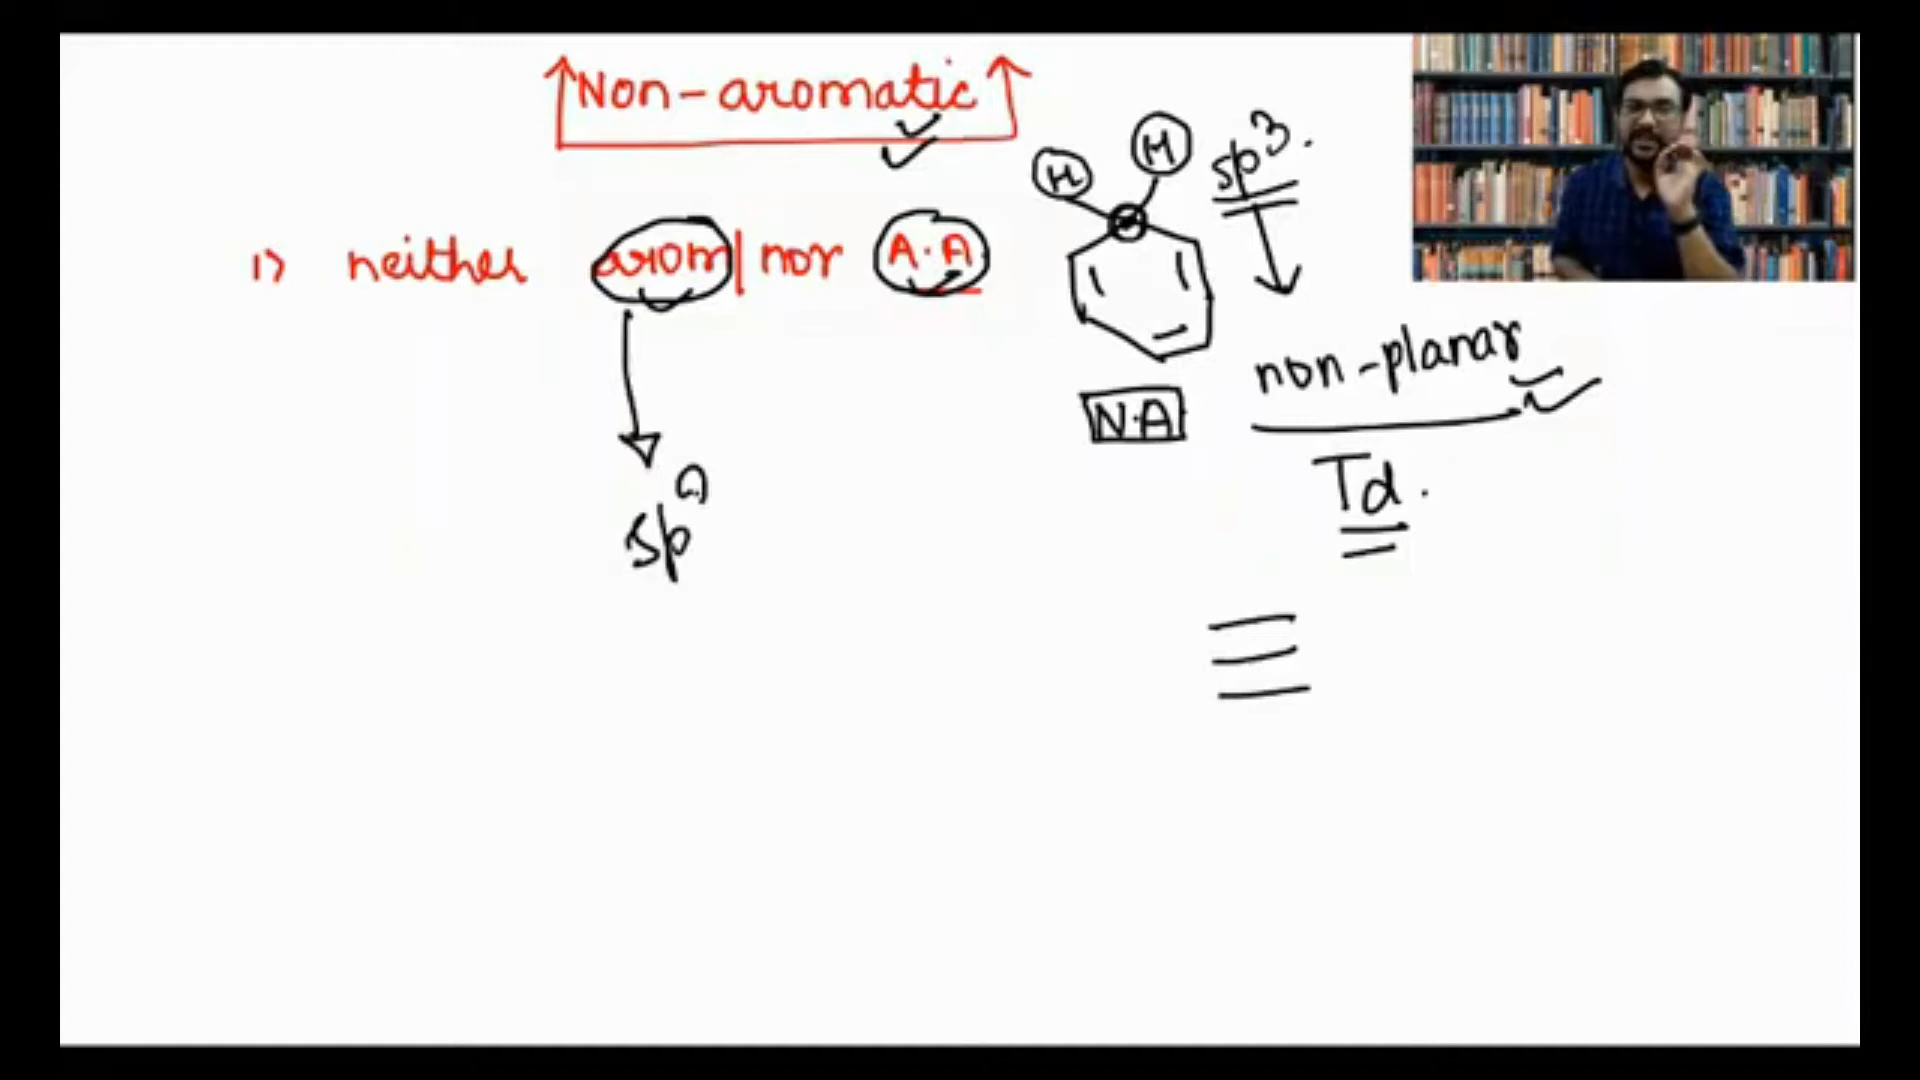 Non-aromatic
H H sp3.
1) neither arom/nor A.A
non-planar
N.A
Td.
sp